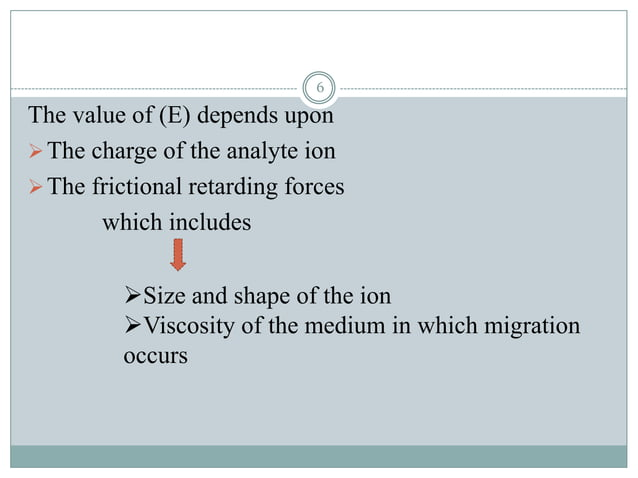 6
The value of (E) depends upon
➢The charge of the analyte ion
➢The frictional retarding forces
which includes
➢Size and shape of the ion
➢Viscosity of the medium in which migration
occurs